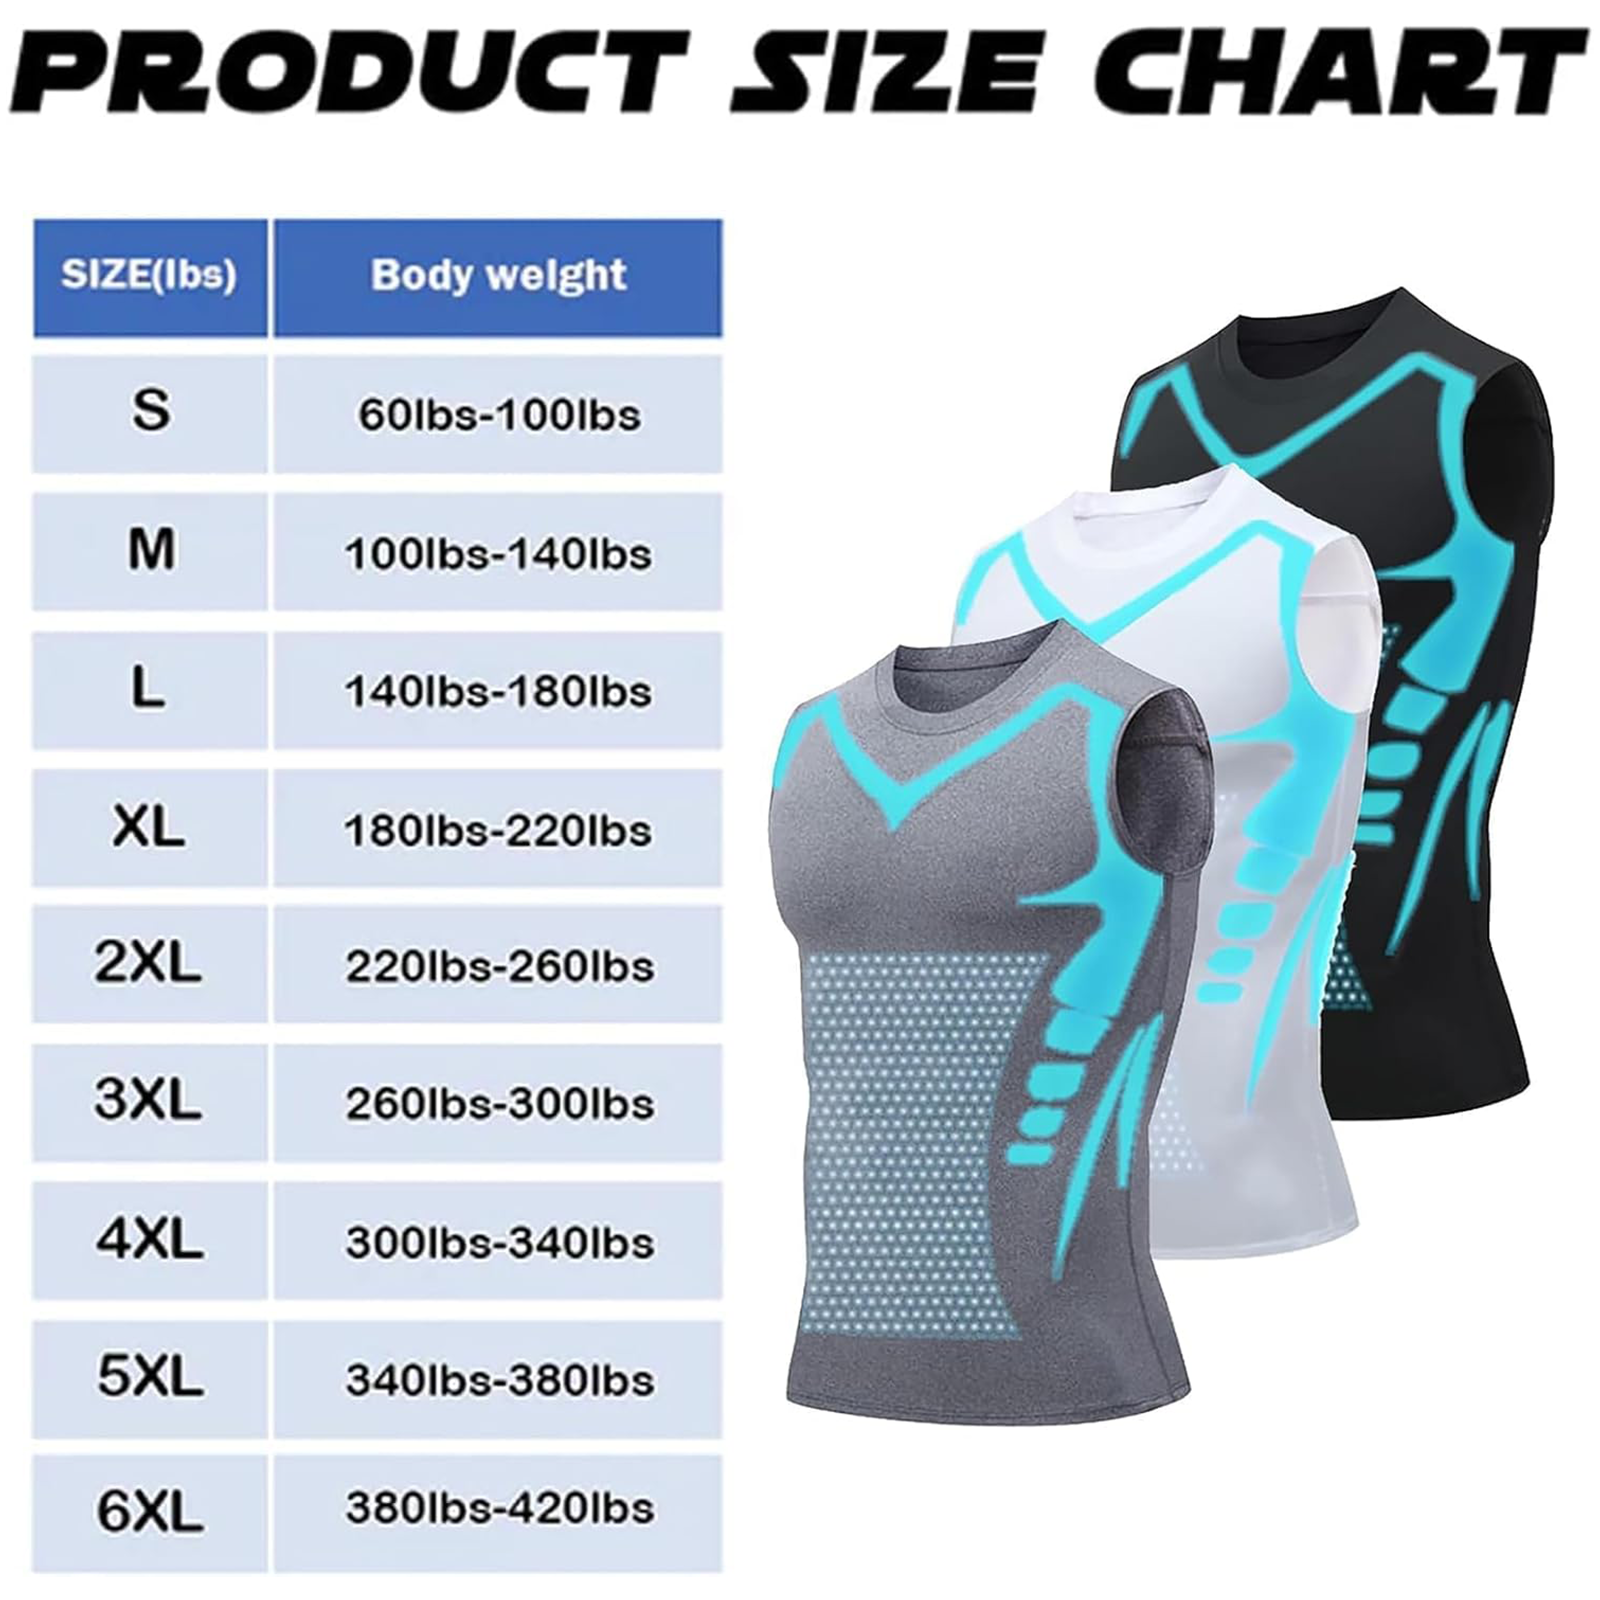 PRODUCT SIZE CHART
SIZE(lbs) Body weight
S 60lbs-100lbs
M 100lbs-140lbs
L 140lbs-180lbs
XL 180lbs-220lbs
2XL 220lbs-260lbs
3XL 260lbs-300lbs
4XL 300lbs-340lbs
5XL 340lbs-380lbs
6XL 380lbs-420lbs